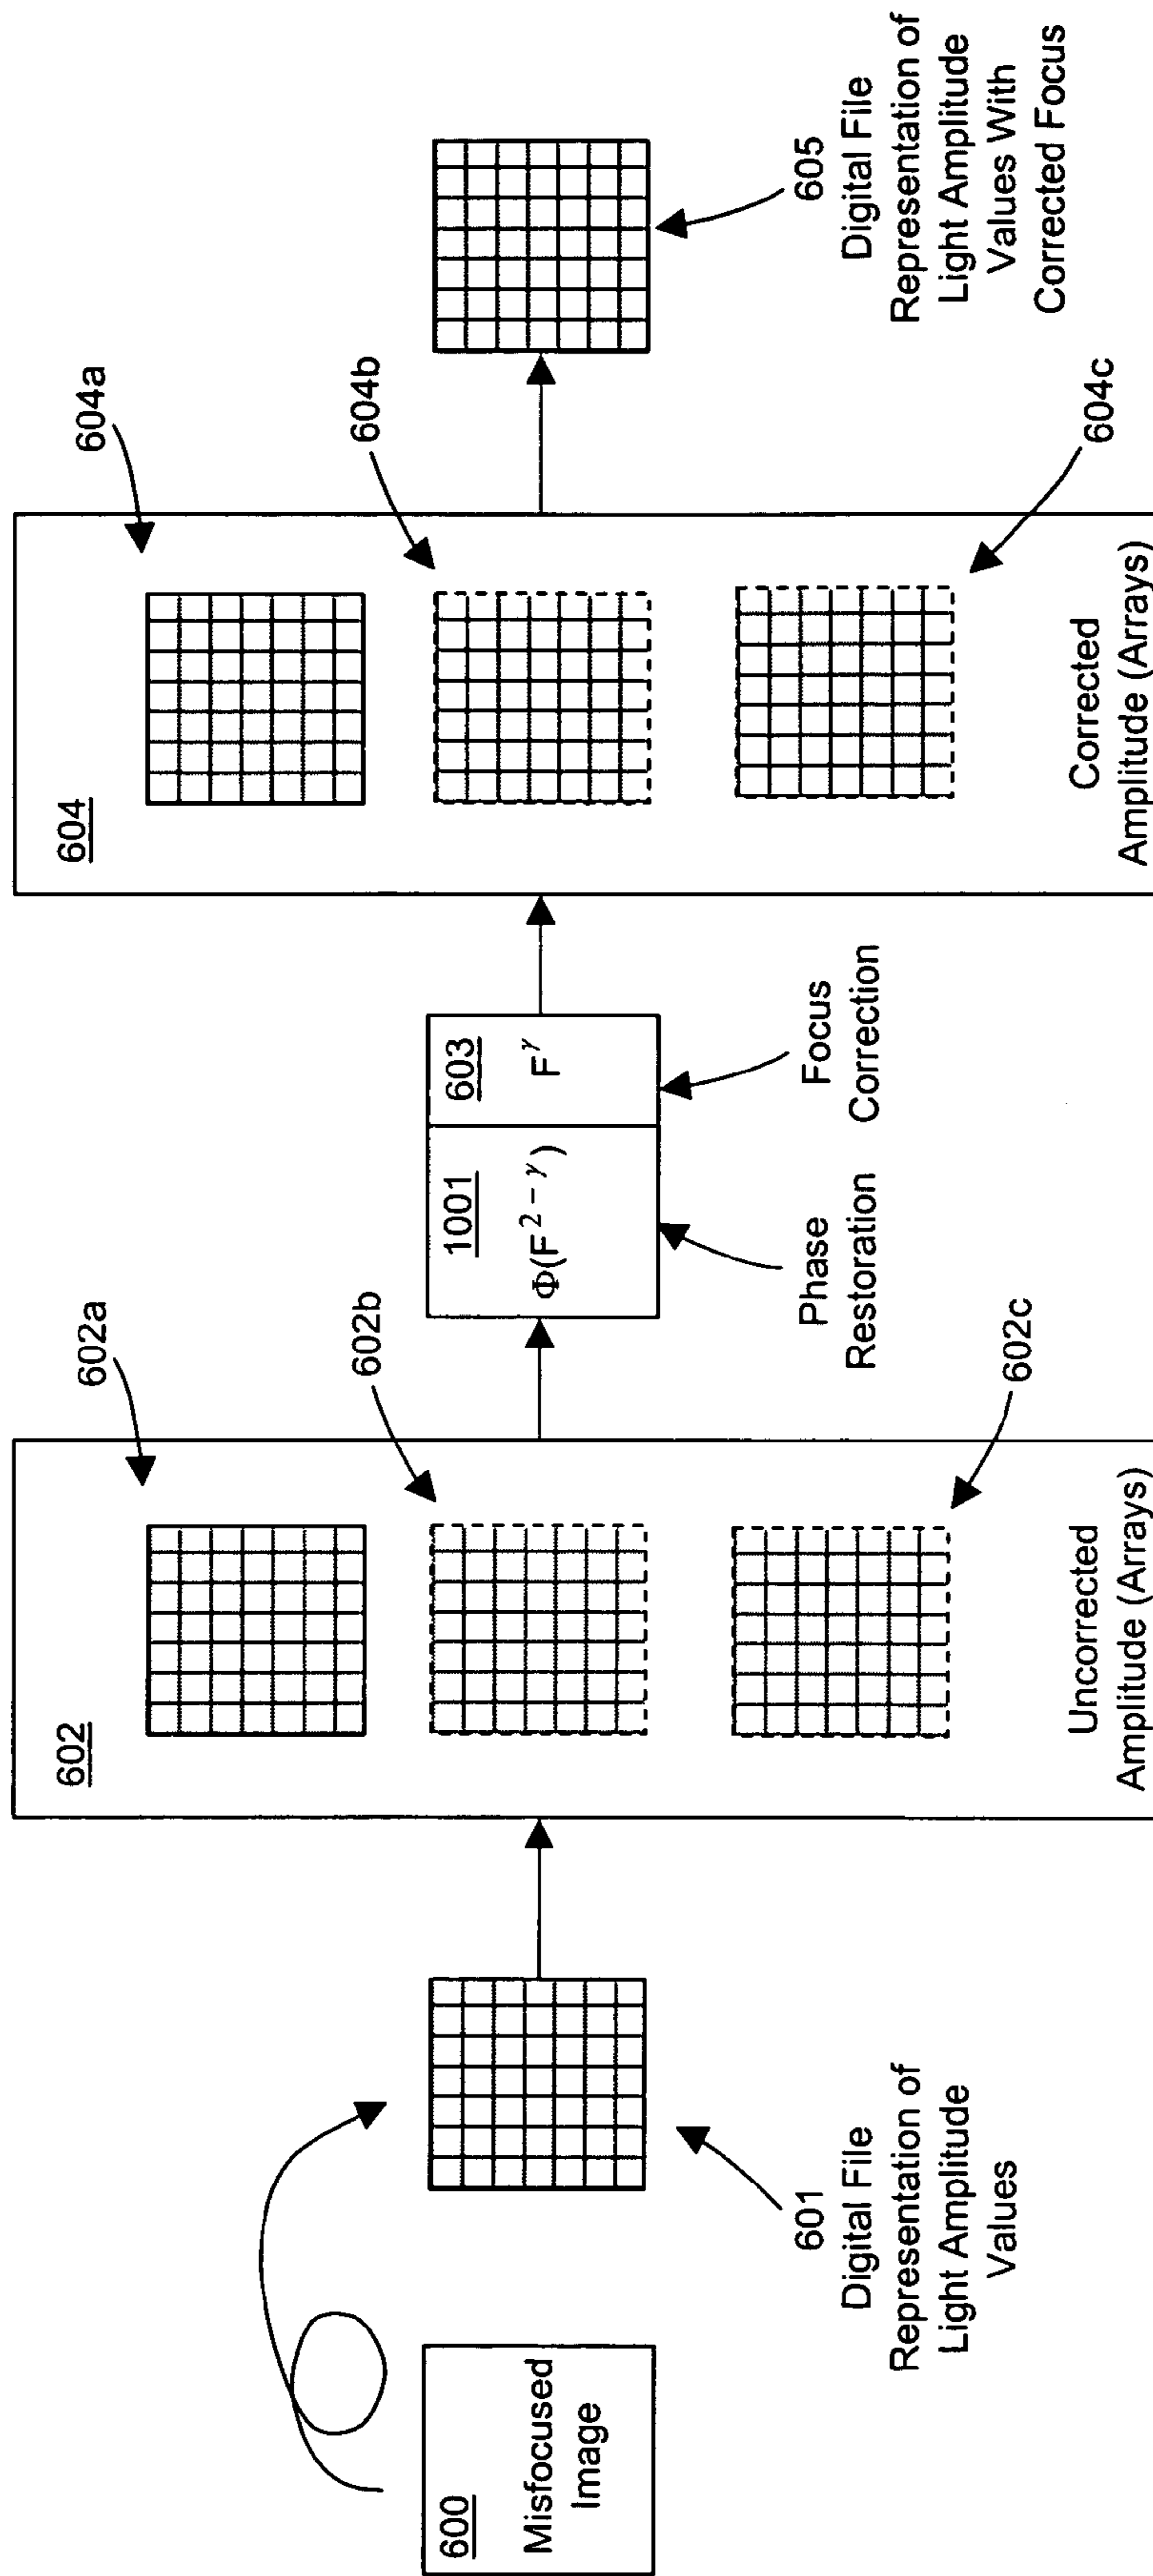 600
Misfocused
Image
601
Digital File
Representation of
Light Amplitude
Values
602
602a
602b
602c
Uncorrected
Amplitude (Arrays)
1001
Φ(F^{2 − γ})
603
F^γ
Phase
Restoration
Focus
Correction
604
604a
604b
604c
Corrected
Amplitude (Arrays)
605
Digital File
Representation of
Light Amplitude
Values With
Corrected Focus